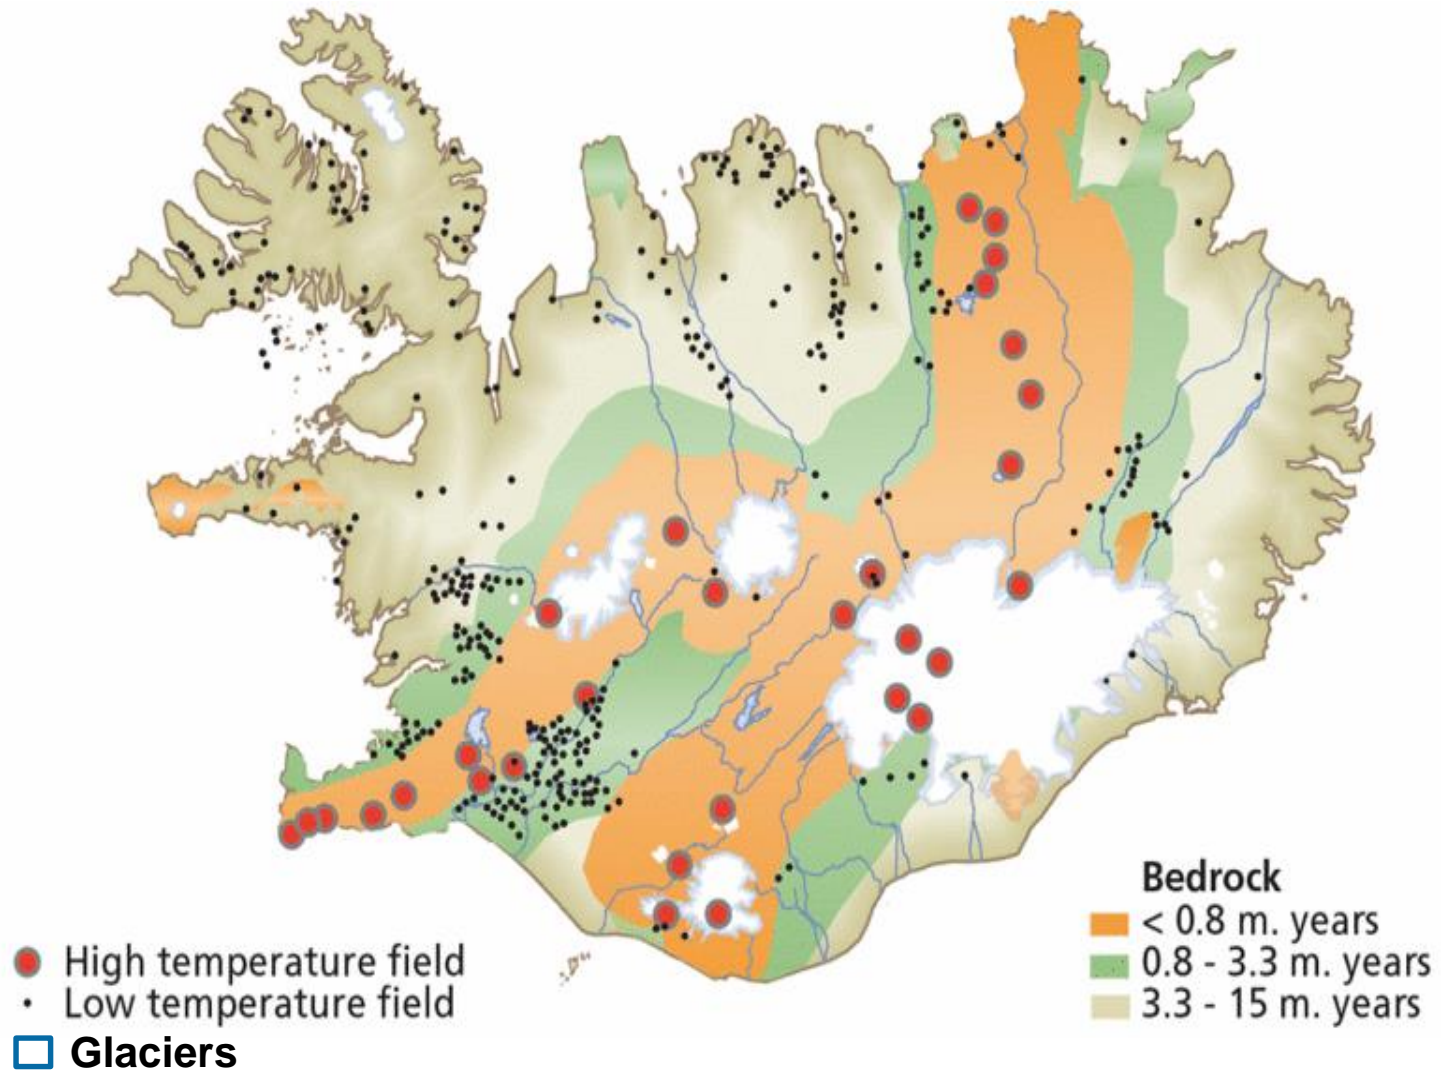 Bedrock
< 0.8 m. years
0.8 - 3.3 m. years
3.3 - 15 m. years
High temperature field
Low temperature field
Glaciers